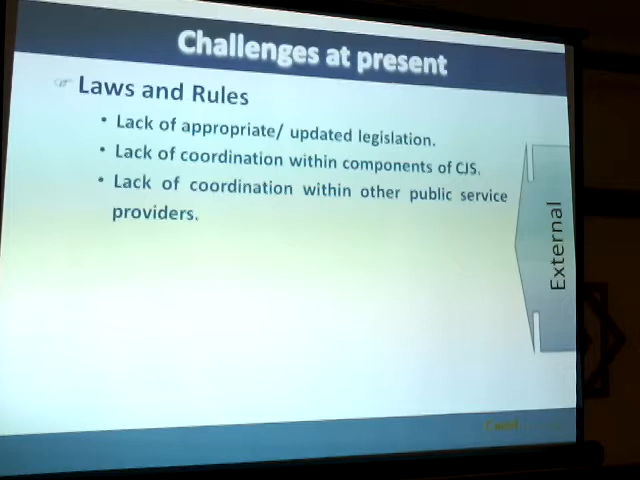 Challenges at present
Laws and Rules
• Lack of appropriate/ updated legislation.
• Lack of coordination within components of CJS.
• Lack of coordination within other public service
providers.
External